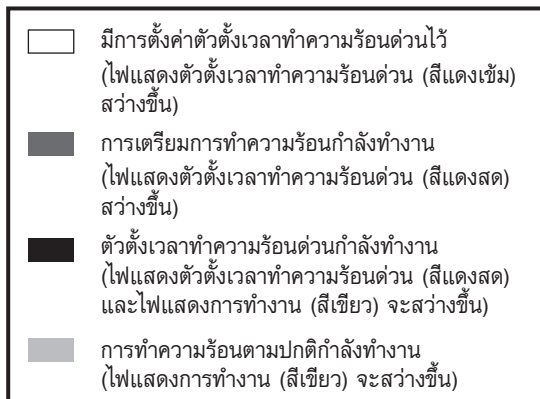 มีการตั้งค่าตัวตั้งเวลาทำความร้อนด่วนไว้
(ไฟแสดงตัวตั้งเวลาทำความร้อนด่วน (สีแดงเข้ม)
สว่างขึ้น)
การเตรียมการทำความร้อนกำลังทำงาน
(ไฟแสดงตัวตั้งเวลาทำความร้อนด่วน (สีแดงสด)
สว่างขึ้น)
ตัวตั้งเวลาทำความร้อนด่วนกำลังทำงาน
(ไฟแสดงตัวตั้งเวลาทำความร้อนด่วน (สีแดงสด)
และไฟแสดงการทำงาน (สีเขียว) จะสว่างขึ้น)
การทำความร้อนตามปกติกำลังทำงาน
(ไฟแสดงการทำงาน (สีเขียว) จะสว่างขึ้น)